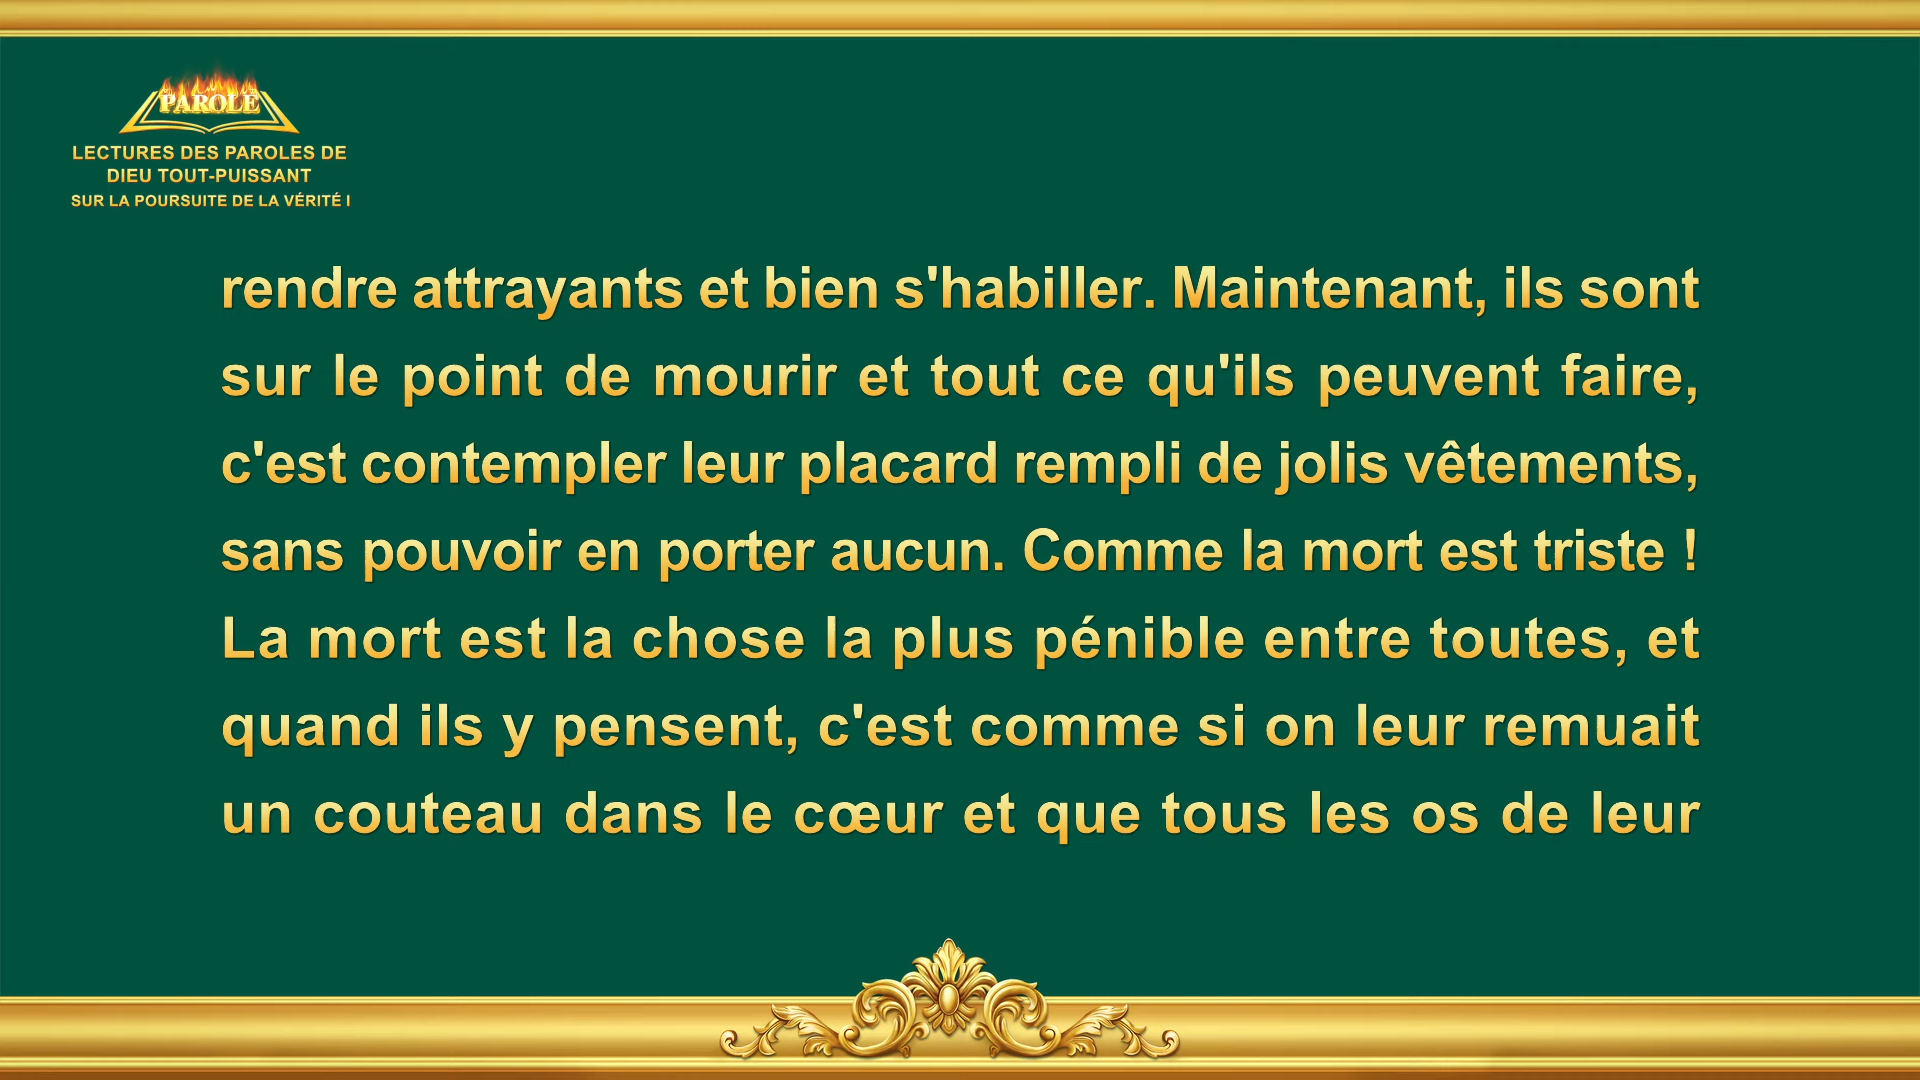 PAROLE
LECTURES DES PAROLES DE
DIEU TOUT-PUISSANT
SUR LA POURSUITE DE LA VÉRITÉ I
rendre attrayants et bien s'habiller. Maintenant, ils sont
sur le point de mourir et tout ce qu'ils peuvent faire,
c'est contempler leur placard rempli de jolis vêtements,
sans pouvoir en porter aucun. Comme la mort est triste !
La mort est la chose la plus pénible entre toutes, et
quand ils y pensent, c'est comme si on leur remuait
un couteau dans le cœur et que tous les os de leur